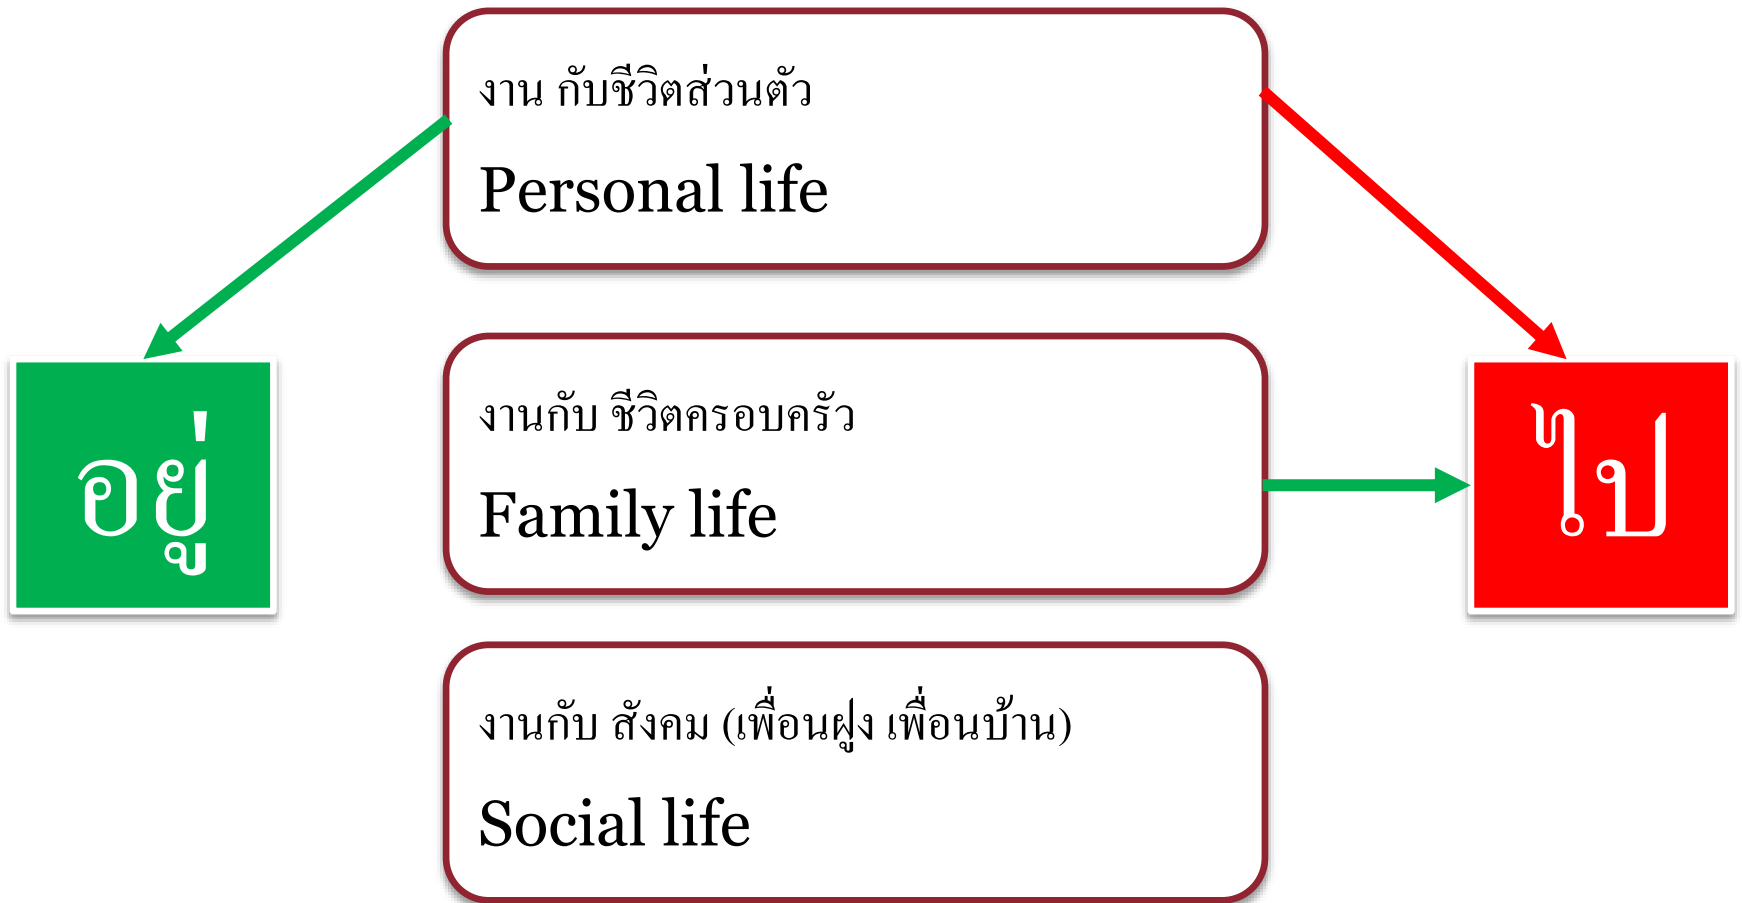 งาน กับชีวิตส่วนตัว
Personal life
อยู่
งานกับ ชีวิตครอบครัว
Family life
ไป
งานกับ สังคม (เพื่อนฝูง เพื่อนบ้าน)
Social life